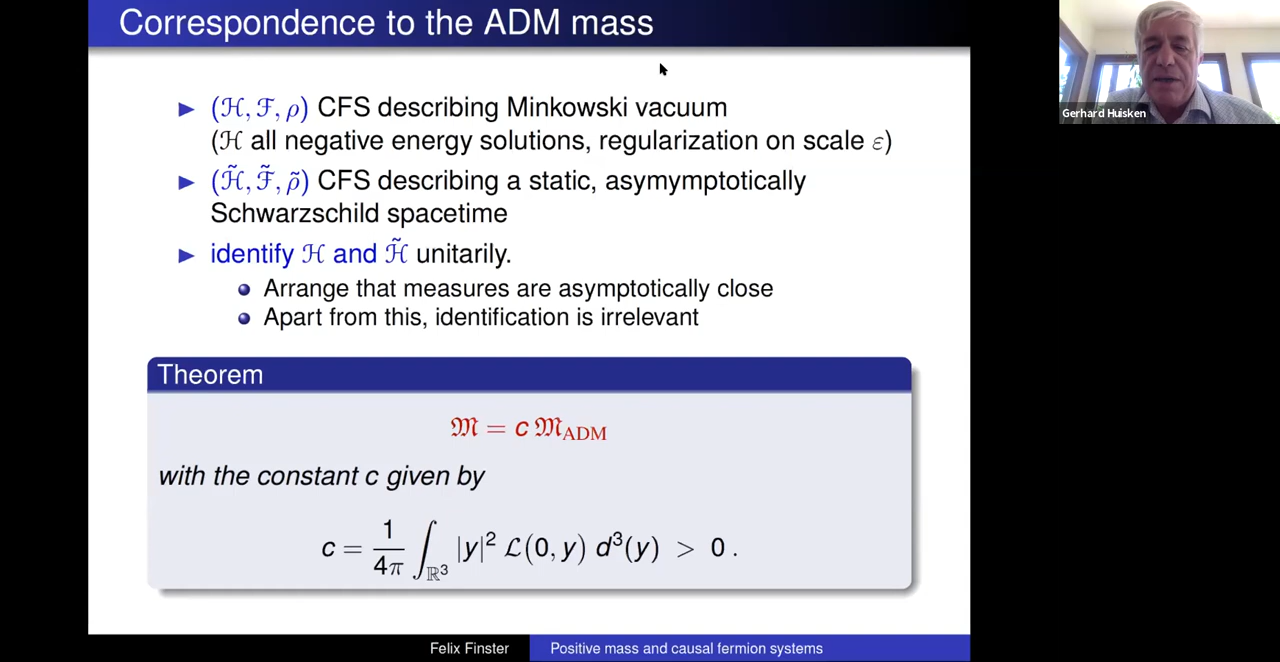 Correspondence to the ADM mass
Gerhard Huisken
▶ (ℋ, ℱ, ρ) CFS describing Minkowski vacuum
(ℋ all negative energy solutions, regularization on scale ε)
▶ (ℋ̃, ℱ̃, ρ̃) CFS describing a static, asymymptotically
Schwarzschild spacetime
▶ identify ℋ and ℋ̃ unitarily.
● Arrange that measures are asymptotically close
● Apart from this, identification is irrelevant
Theorem
𝔐 = c 𝔐_ADM
with the constant c given by
c = 1/4π ∫_ℝ³ |y|² ℒ(0, y) d³(y) > 0 .
Felix Finster
Positive mass and causal fermion systems